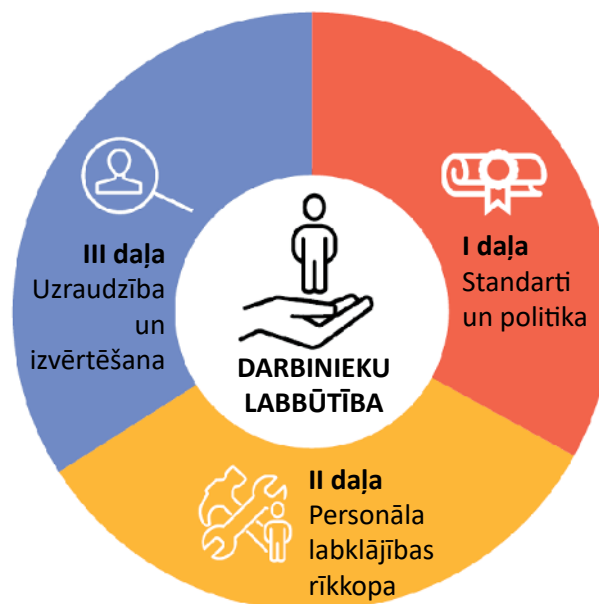 I daļa
Standarti
un politika
II daļa
Personāla
labklājības
rīkkopa
III daļa
Uzraudzība
un
izvērtēšana
DARBINIEKU
LABBŪTĪBA